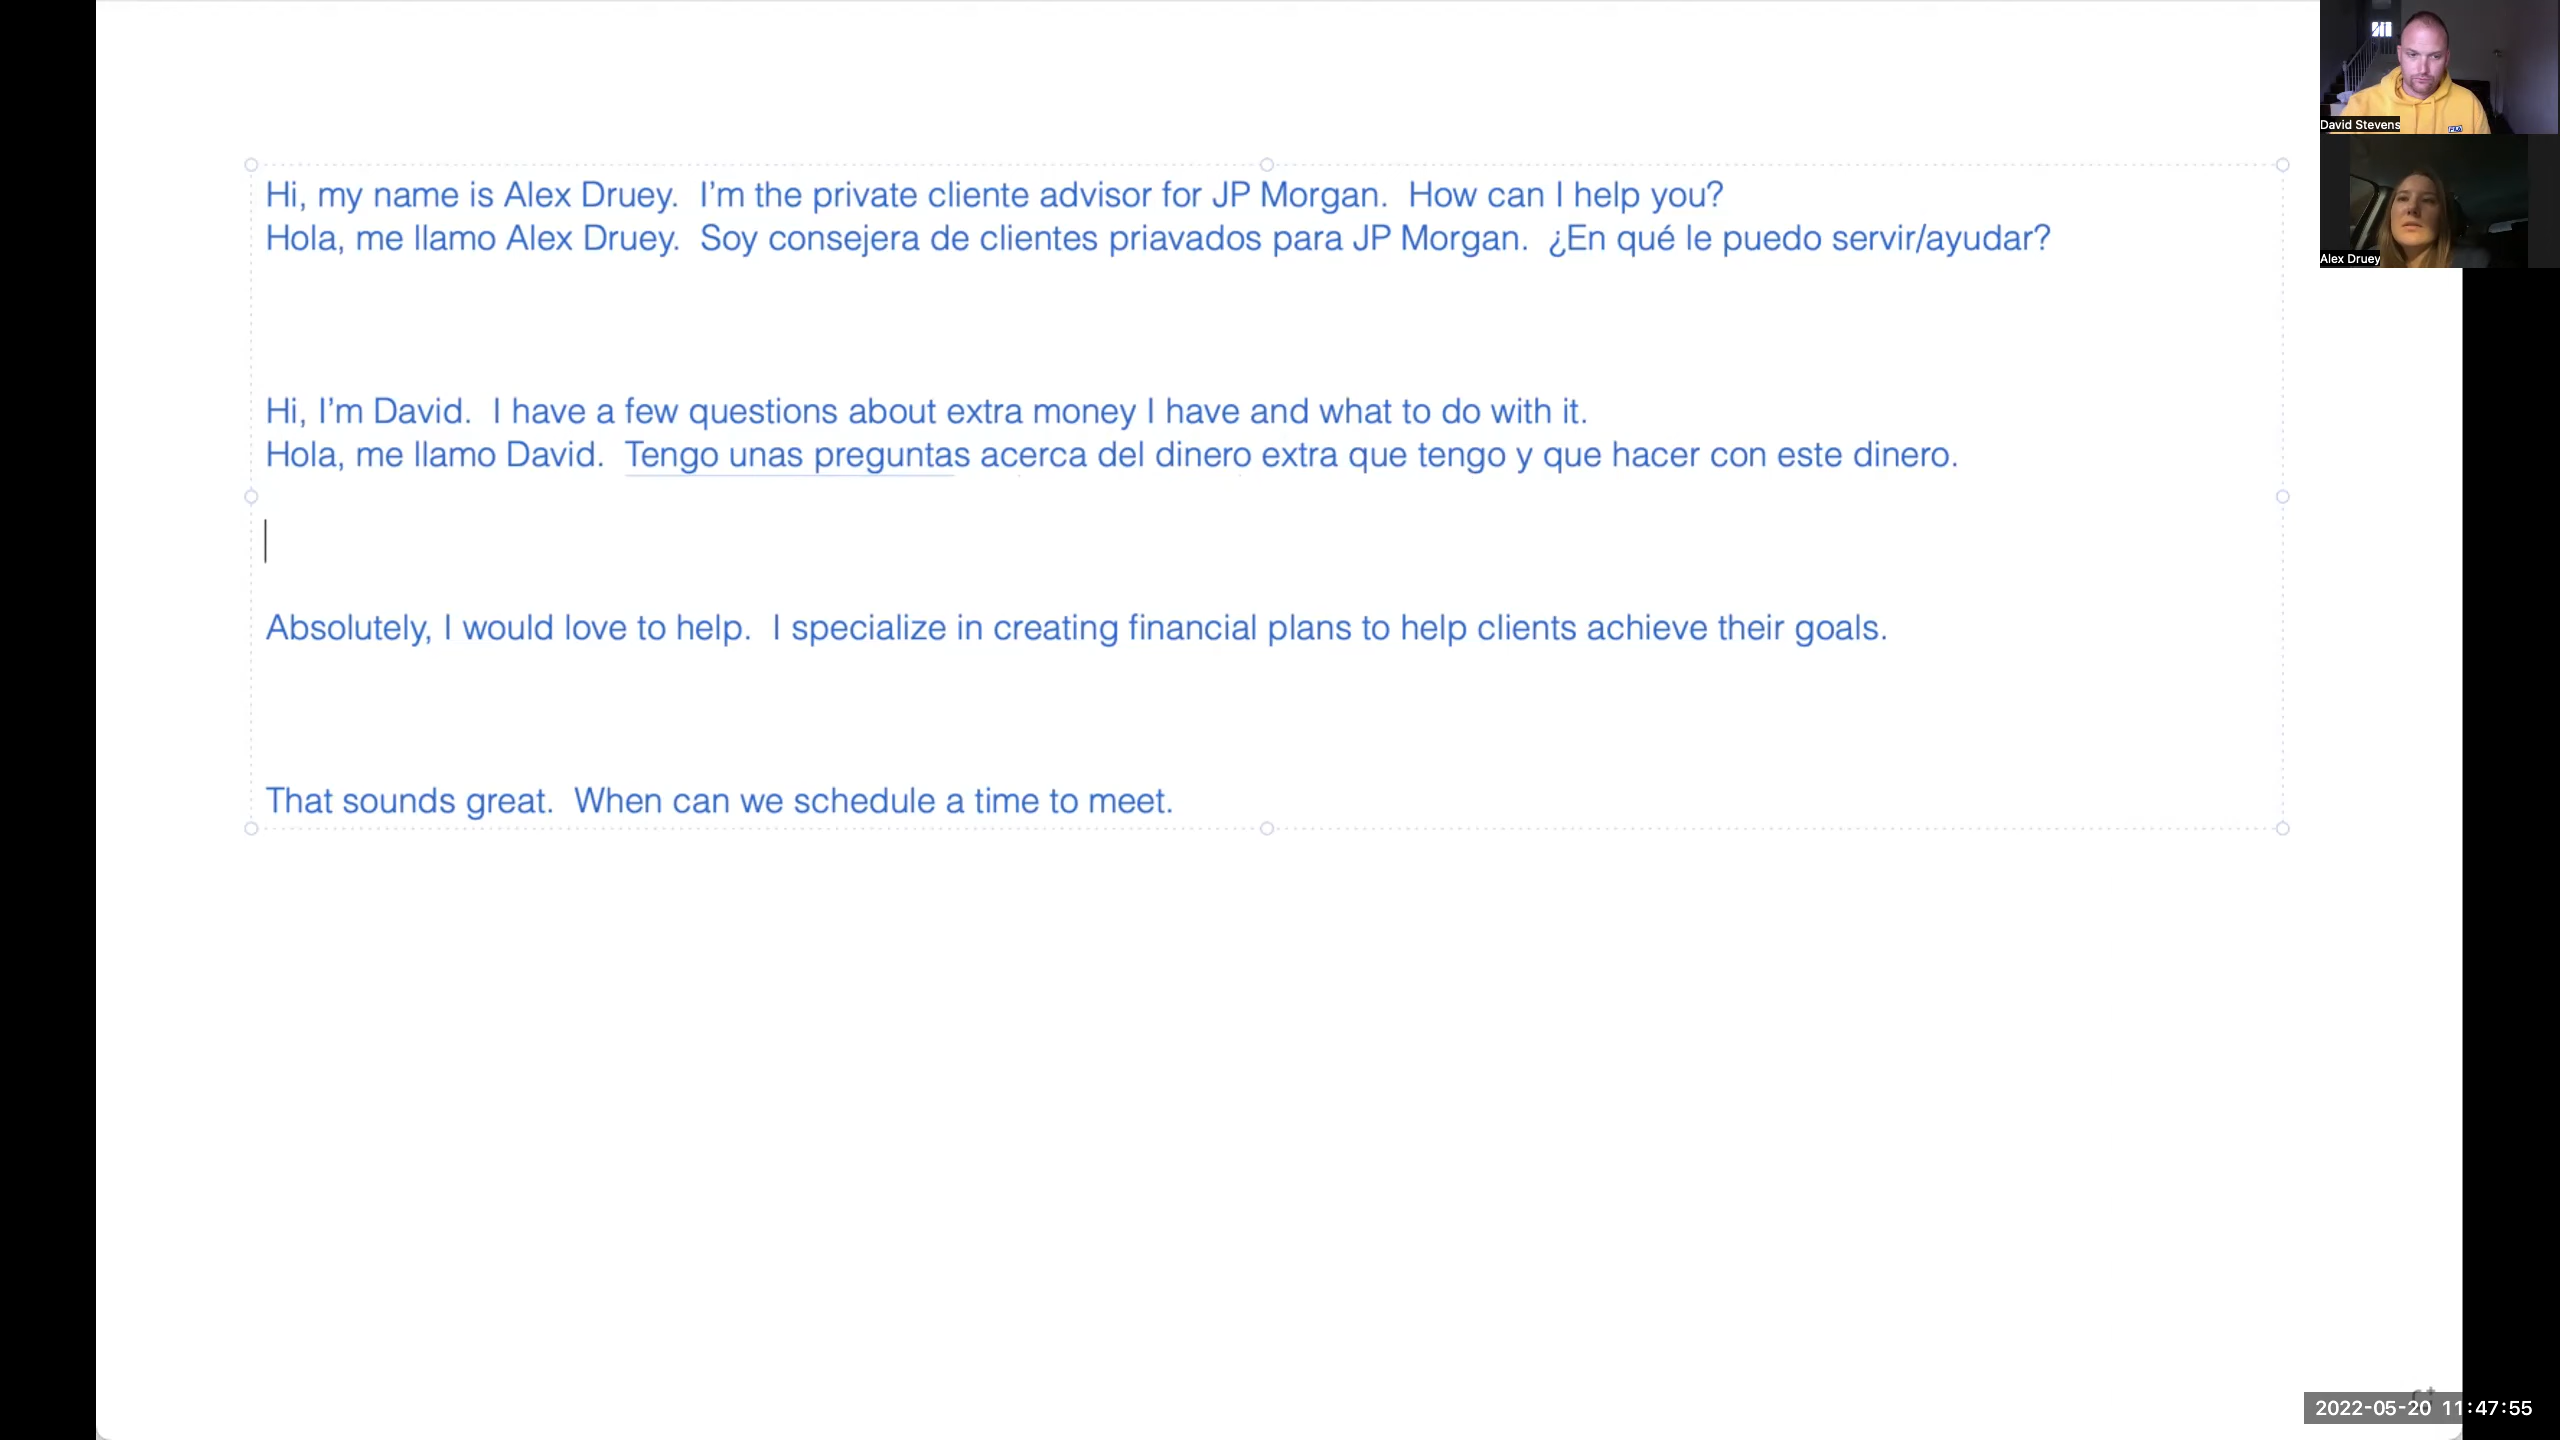 David Stevens
Alex Druey
Hi, my name is Alex Druey.  I’m the private cliente advisor for JP Morgan.  How can I help you?
Hola, me llamo Alex Druey.  Soy consejera de clientes priavados para JP Morgan.  ¿En qué le puedo servir/ayudar?
Hi, I’m David.  I have a few questions about extra money I have and what to do with it.
Hola, me llamo David.  Tengo unas preguntas acerca del dinero extra que tengo y que hacer con este dinero.
Absolutely, I would love to help.  I specialize in creating financial plans to help clients achieve their goals.
That sounds great.  When can we schedule a time to meet.
2022-05-20 11:47:55